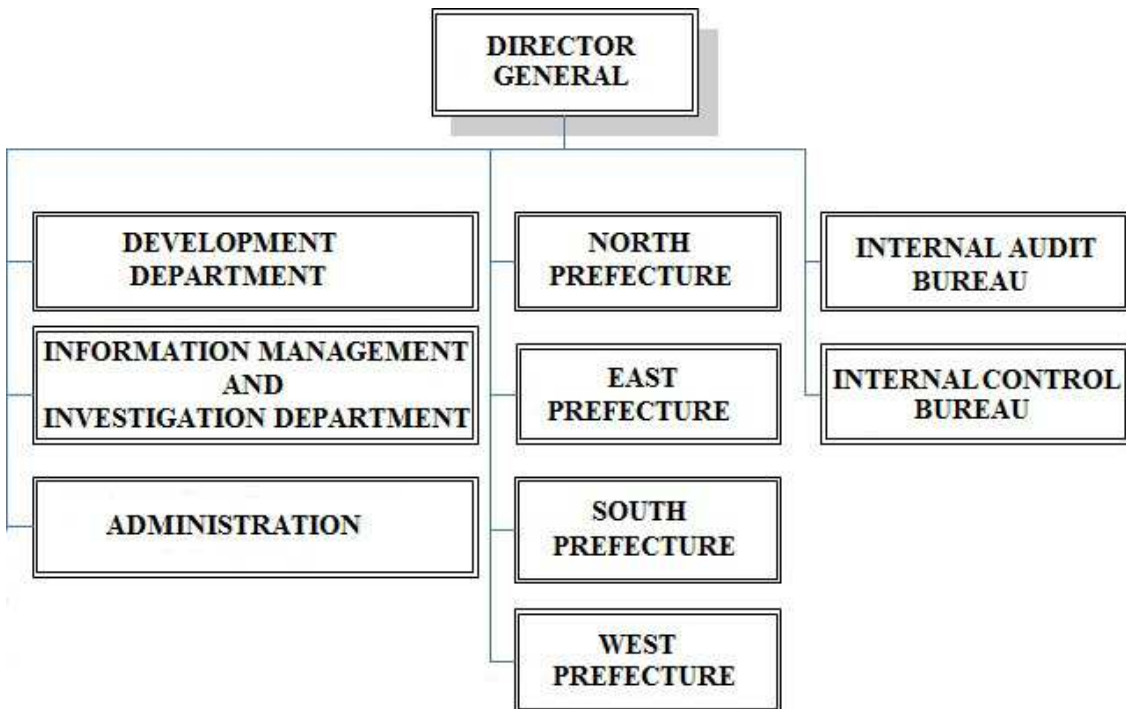 DIRECTOR
GENERAL
DEVELOPMENT
DEPARTMENT
INFORMATION MANAGEMENT
AND
INVESTIGATION DEPARTMENT
ADMINISTRATION
NORTH
PREFECTURE
EAST
PREFECTURE
SOUTH
PREFECTURE
WEST
PREFECTURE
INTERNAL AUDIT
BUREAU
INTERNAL CONTROL
BUREAU